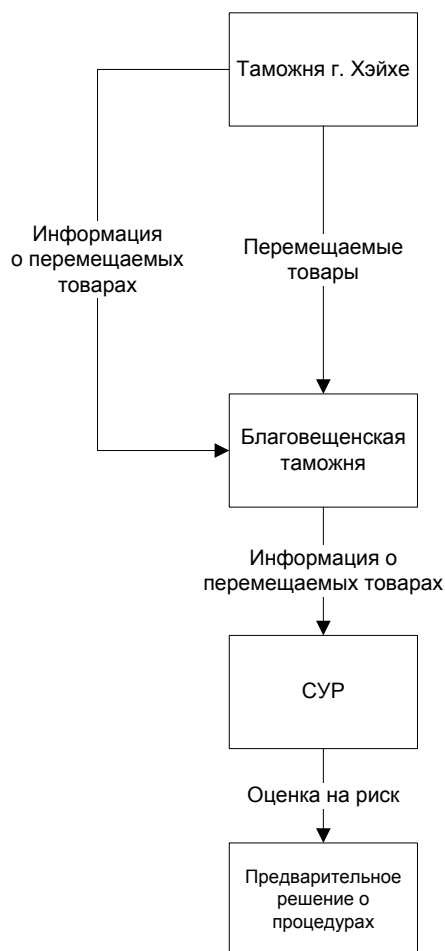 Таможня г. Хэйхе
Информация
о перемещаемых
товарах
Перемещаемые
товары
Благовещенская
таможня
Информация о
перемещаемых товарах
СУР
Оценка на риск
Предварительное
решение о
процедурах